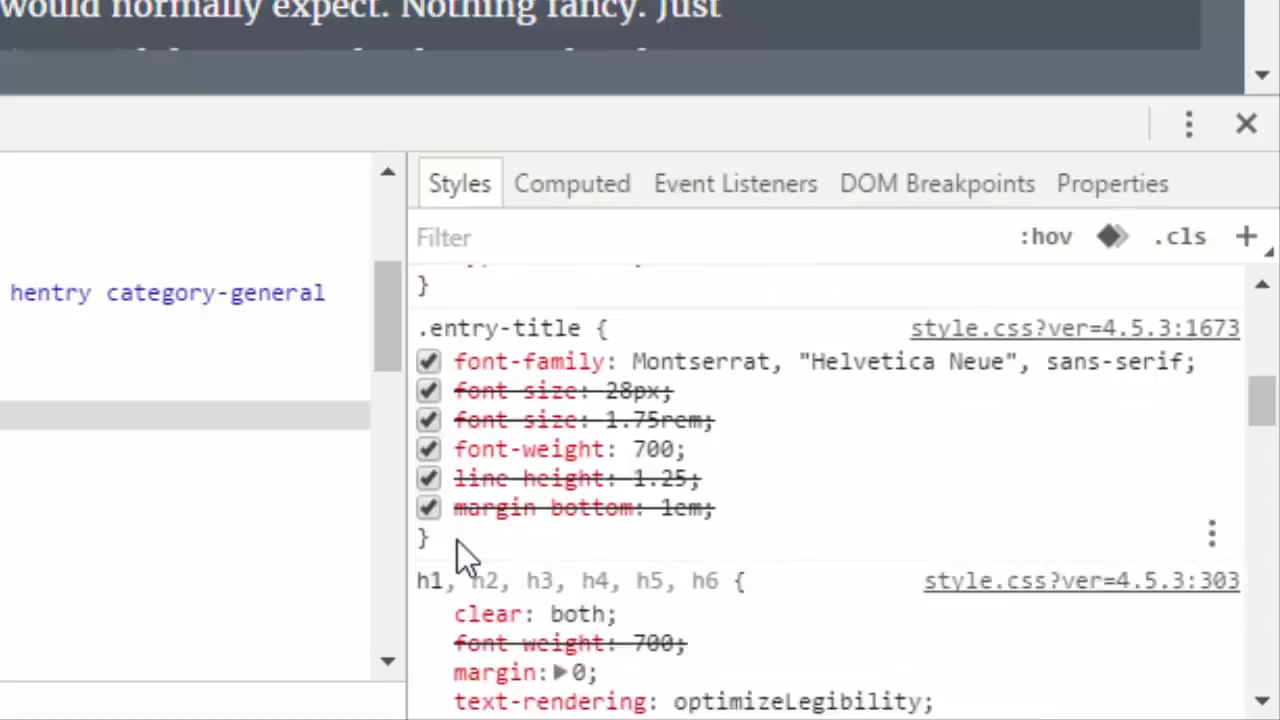 would normally expect. Nothing fancy. Just
Styles Computed Event Listeners DOM Breakpoints Properties
Filter :hov .cls +
hentry category-general
}
.entry-title { style.css?ver=4.5.3:1673
font-family: Montserrat, "Helvetica Neue", sans-serif;
font-size: 28px;
font-size: 1.75rem;
font-weight: 700;
line-height: 1.25;
margin-bottom: 1em;
}
h1, h2, h3, h4, h5, h6 { style.css?ver=4.5.3:303
clear: both;
font-weight: 700;
margin: 0;
text-rendering: optimizeLegibility;